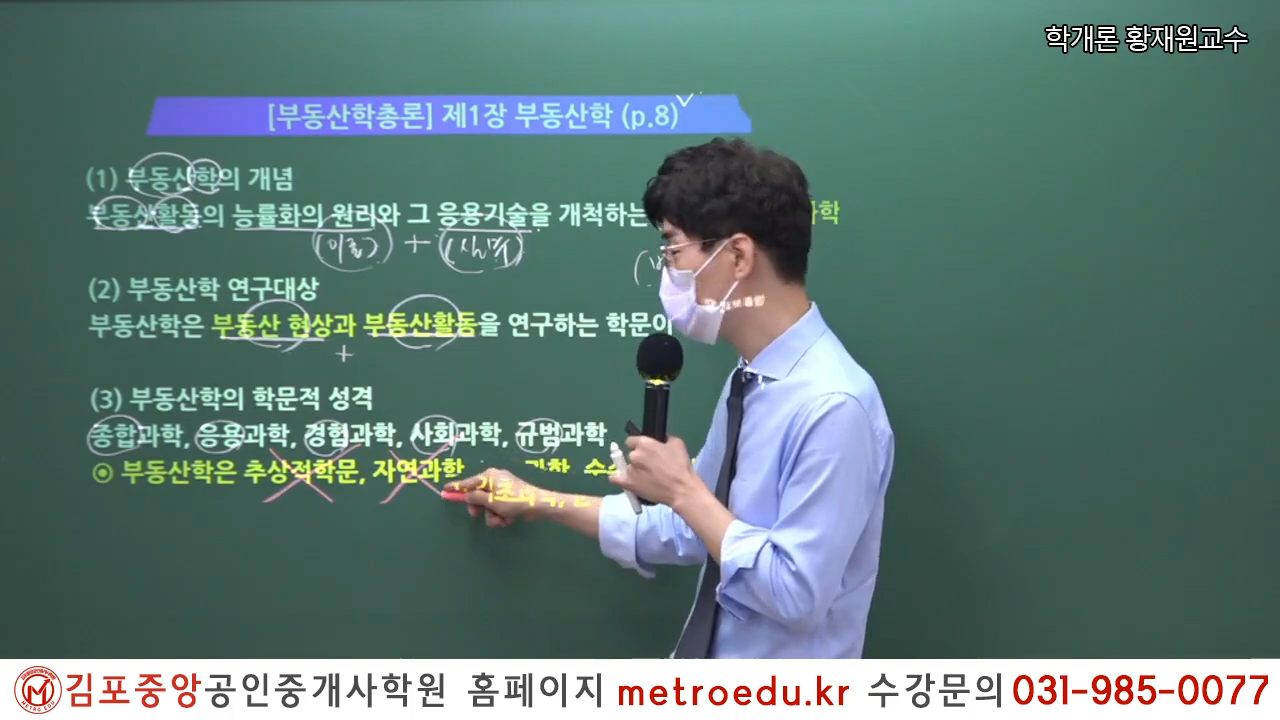 학개론 황재원교수
[부동산학총론] 제1장 부동산학 (p.8)
(1) 부동산학의 개념
부동산활동의 능률화의 원리와 그 응용기술을 개척하는
(이론) + (실무)
(2) 부동산학 연구대상
부동산학은 부동산 현상과 부동산활동을 연구하는 학문이
+
(3) 부동산학의 학문적 성격
종합과학, 응용과학, 경험과학, 사회과학, 규범과학
⊙ 부동산학은 추상적학문, 자연과학,
기초과학,
METRO EDU
김포중앙공인중개사학원 홈페이지 metroedu.kr 수강문의 031-985-0077